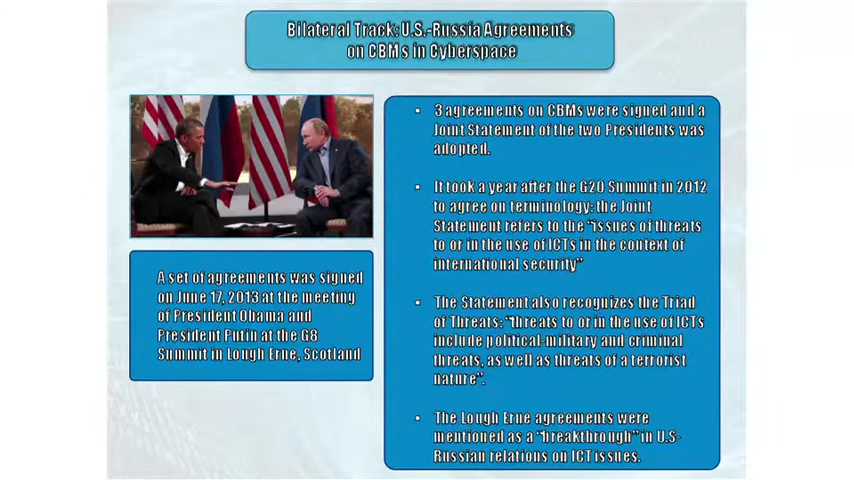 Bilateral Track: U.S.-Russia Agreements
on CBMs in Cyberspace
A set of agreements was signed
on June 17, 2013 at the meeting
of President Obama and
President Putin at the G8
Summit in Lough Erne, Scotland
▪ 3 agreements on CBMs were signed and a
Joint Statement of the two Presidents was
adopted.
▪ It took a year after the G20 Summit in 2012
to agree on terminology: the Joint
Statement refers to the "issues of threats
to or in the use of ICTs in the context of
international security"
▪ The Statement also recognizes the Triad
of Threats: "threats to or in the use of ICTs
include political-military and criminal
threats, as well as threats of a terrorist
nature".
▪ The Lough Erne agreements were
mentioned as a "breakthrough" in U.S-
Russian relations on ICT issues.